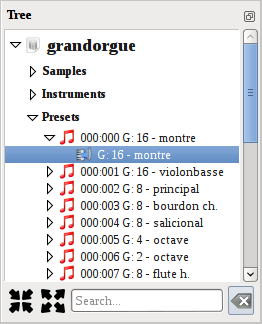 Tree
grandorgue
Samples
Instruments
Presets
000:000 G: 16 - montre
G: 16 - montre
000:001 G: 16 - violonbasse
000:002 G: 8 - principal
000:003 G: 8 - bourdon ch.
000:004 G: 8 - salicional
000:005 G: 4 - octave
000:006 G: 2 - octave
000:007 G: 8 - flute h.
Search...